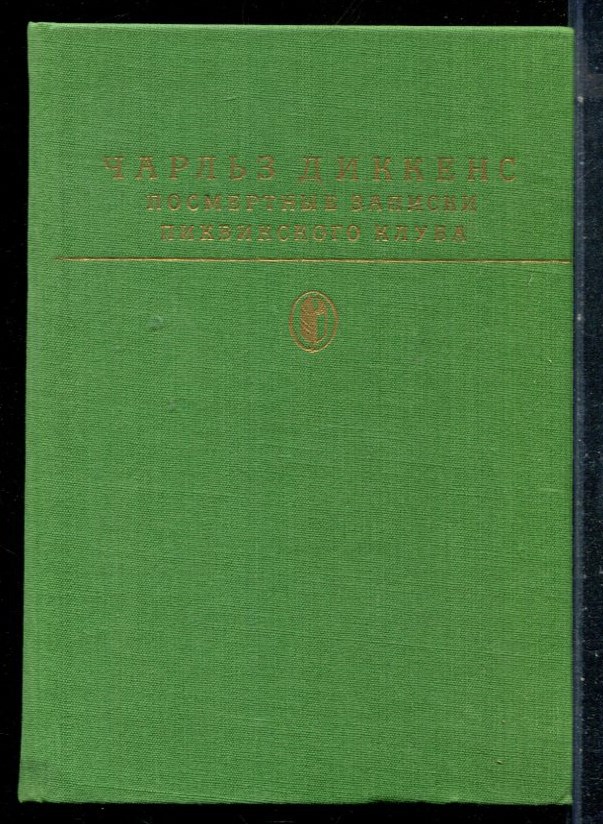 ЧАРЛЬЗ ДИККЕНС
ПОСМЕРТНЫЕ ЗАПИСКИ
ПИКВИКСКОГО КЛУБА